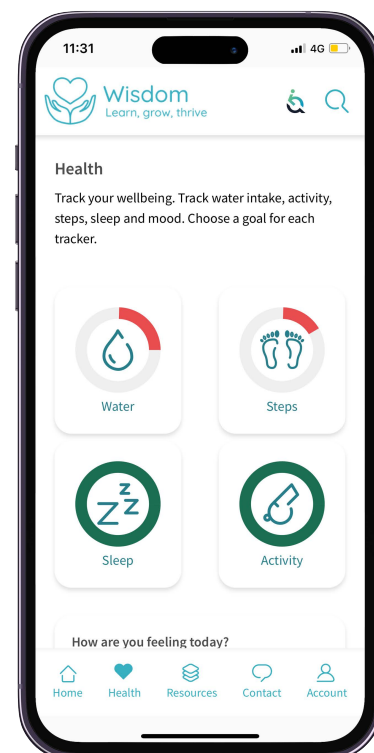 11:31
4G
Wisdom
Learn, grow, thrive
Health
Track your wellbeing. Track water intake, activity,
steps, sleep and mood. Choose a goal for each
tracker.
Water
Steps
Z Z Z
Sleep
Activity
How are you feeling today?
Home
Health
Resources
Contact
Account